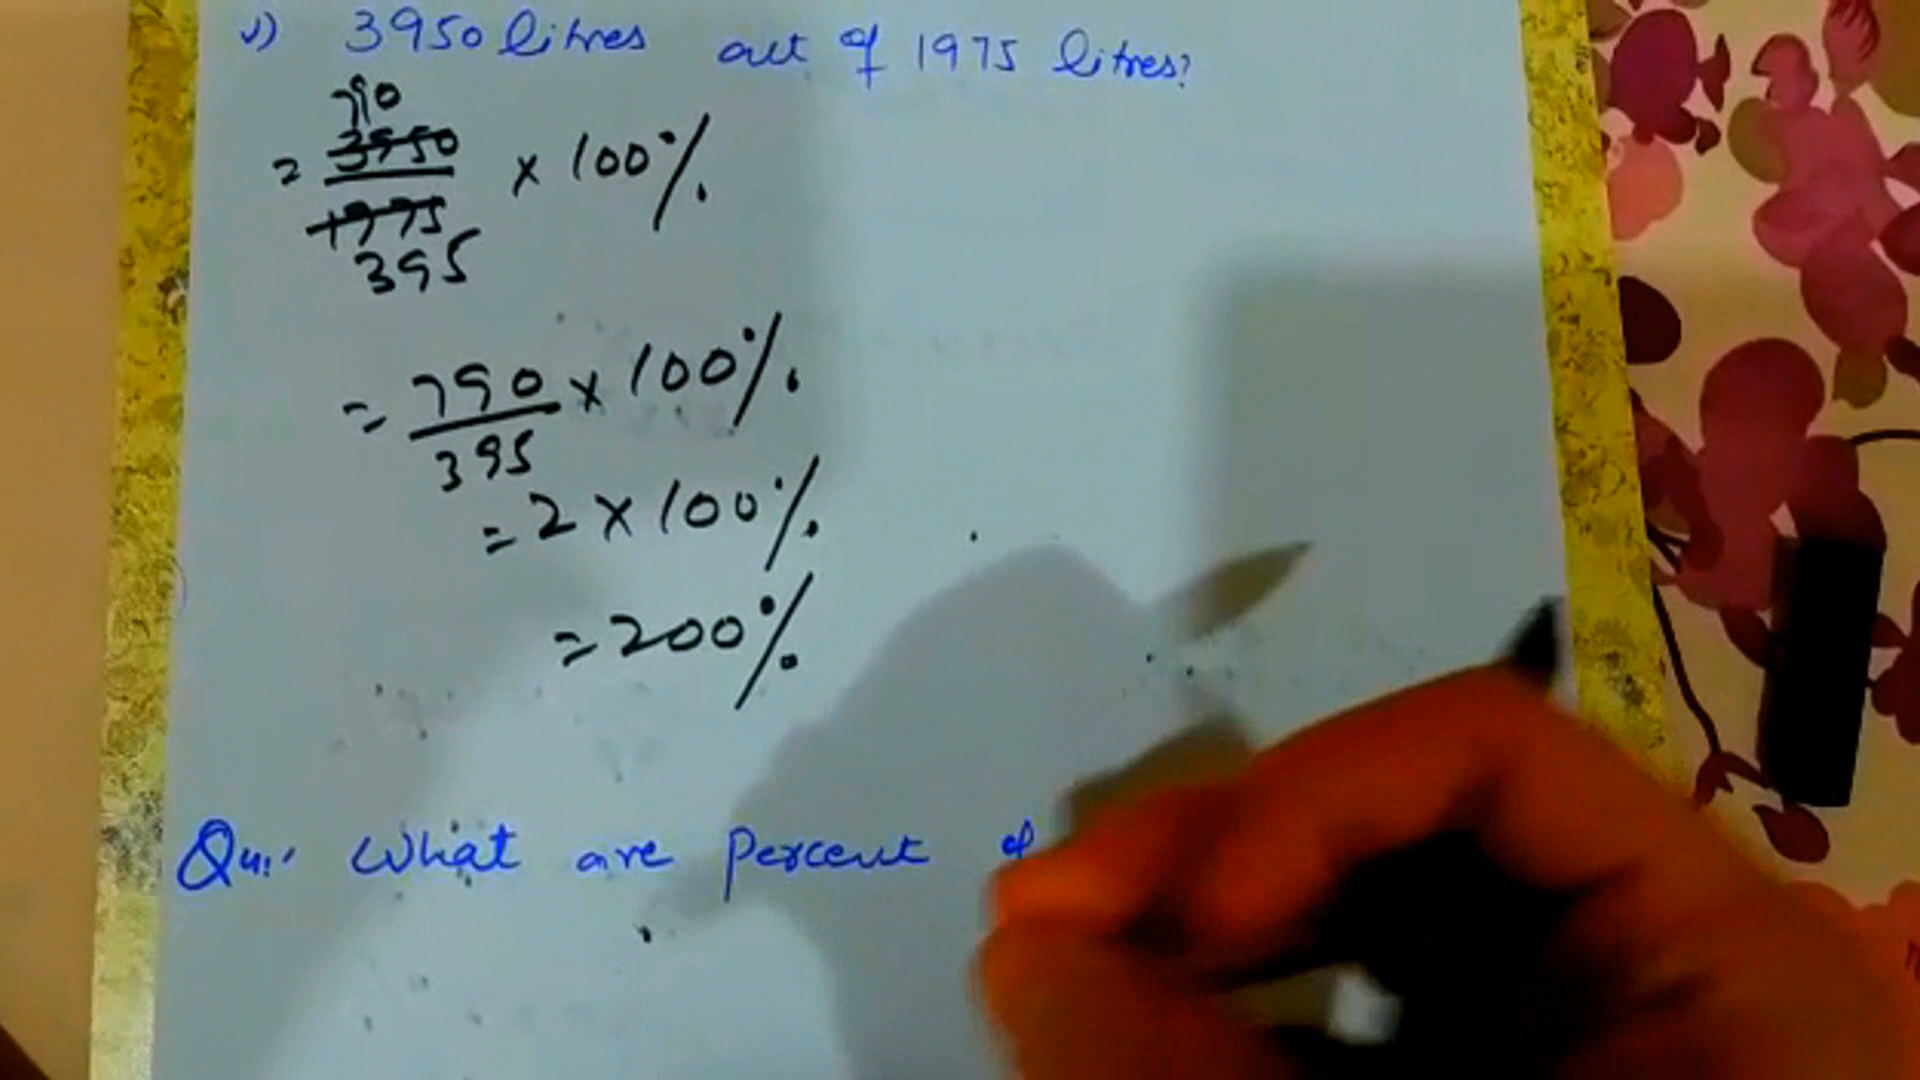 v) 3950 litres out of 1975 litres?
790
= 3950 / 1975 × 100%
395
= 790 / 395 × 100%
= 2 × 100%
= 200%
Qu:- What are percent of